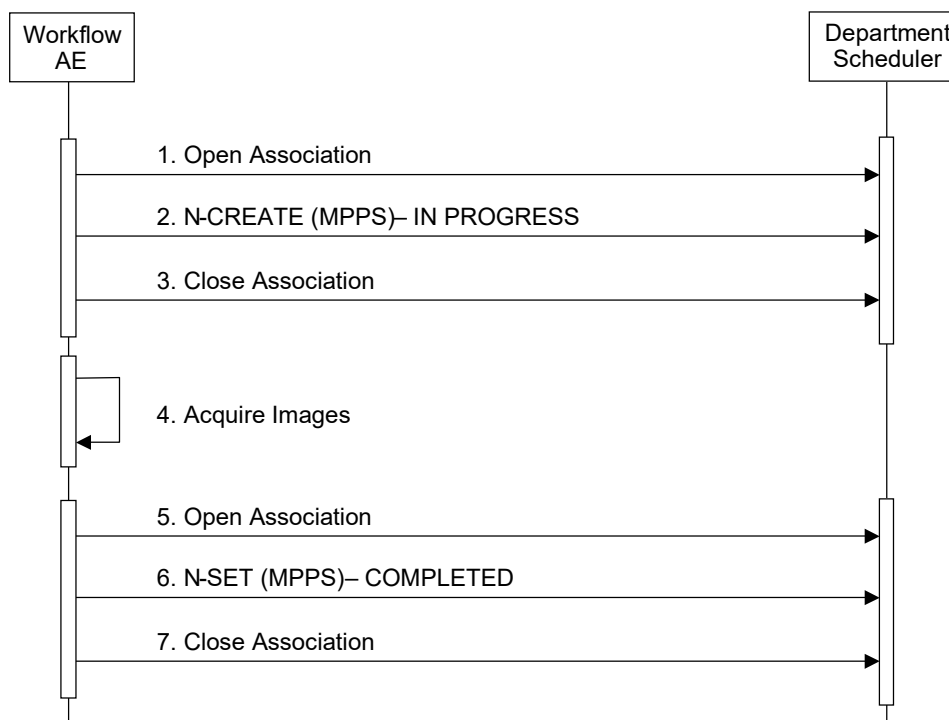 Workflow
AE
Department
Scheduler
1. Open Association
2. N-CREATE (MPPS)– IN PROGRESS
3. Close Association
4. Acquire Images
5. Open Association
6. N-SET (MPPS)– COMPLETED
7. Close Association